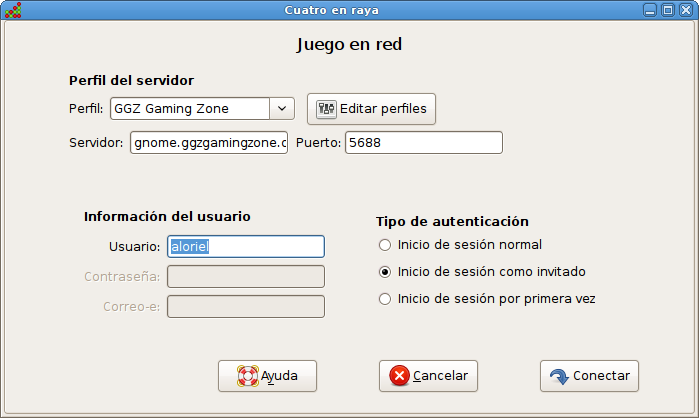 Cuatro en raya
Juego en red
Perfil del servidor
Perfil: GGZ Gaming Zone Editar perfiles
Servidor: gnome.ggzgamingzone.c Puerto: 5688
Información del usuario
Usuario: aloriel
Contraseña:
Correo-e:
Tipo de autenticación
Inicio de sesión normal
Inicio de sesión como invitado
Inicio de sesión por primera vez
Ayuda Cancelar Conectar